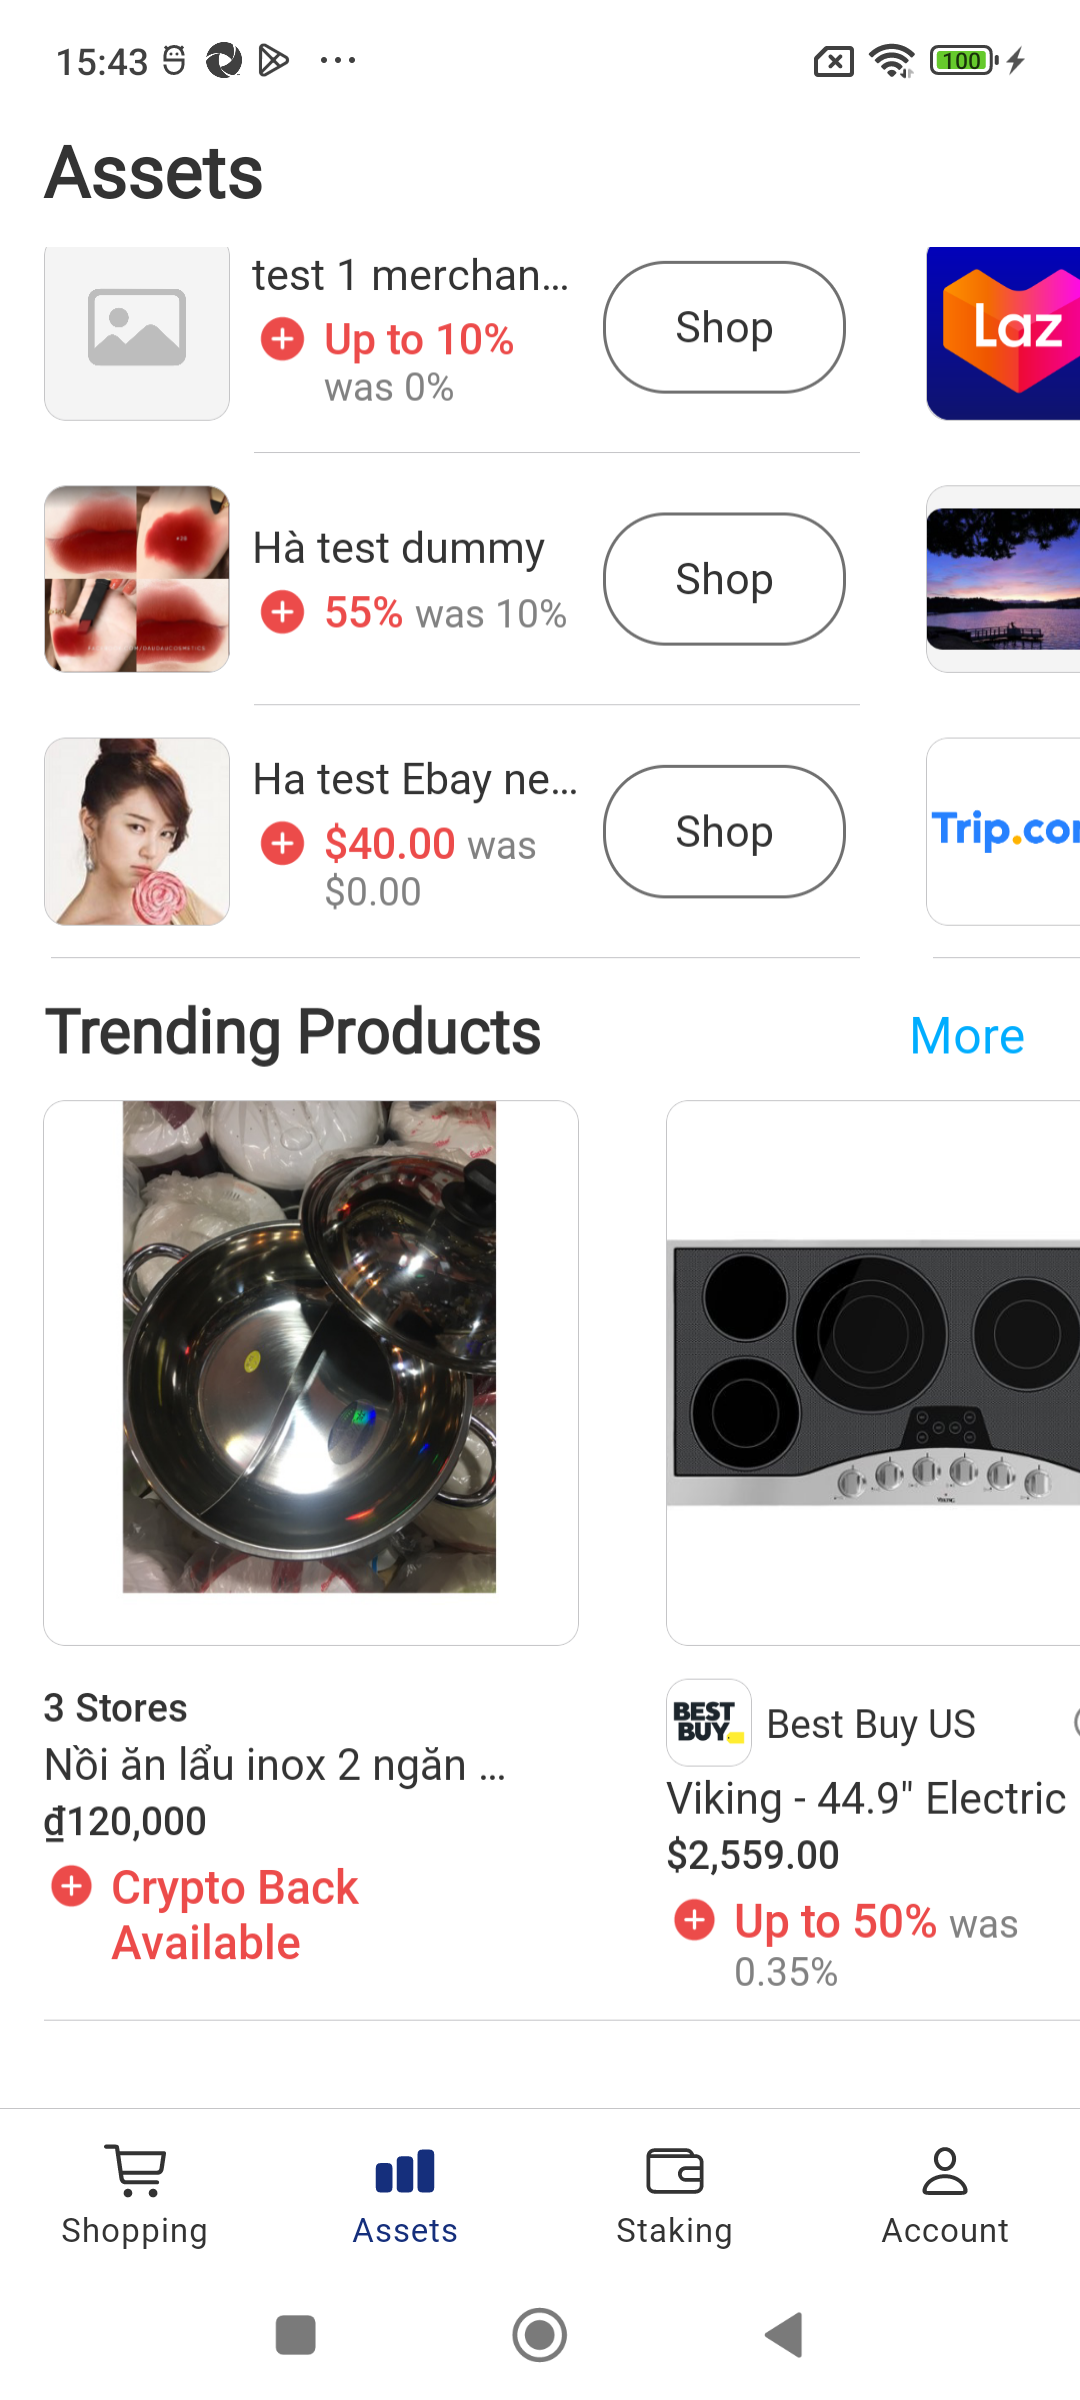 15:43
100
Assets
test 1 merchan...
Up to 10%
was 0%
Shop
Laz
Hà test dummy
55% was 10%
Shop
Ha test Ebay ne...
$40.00 was
$0.00
Shop
Trip.com
Trending Products
More
3 Stores
Nồi ăn lẩu inox 2 ngăn ...
₫120,000
Crypto Back
Available
BEST
BUY
Best Buy US
Viking - 44.9" Electric
$2,559.00
Up to 50% was
0.35%
Shopping
Assets
Staking
Account